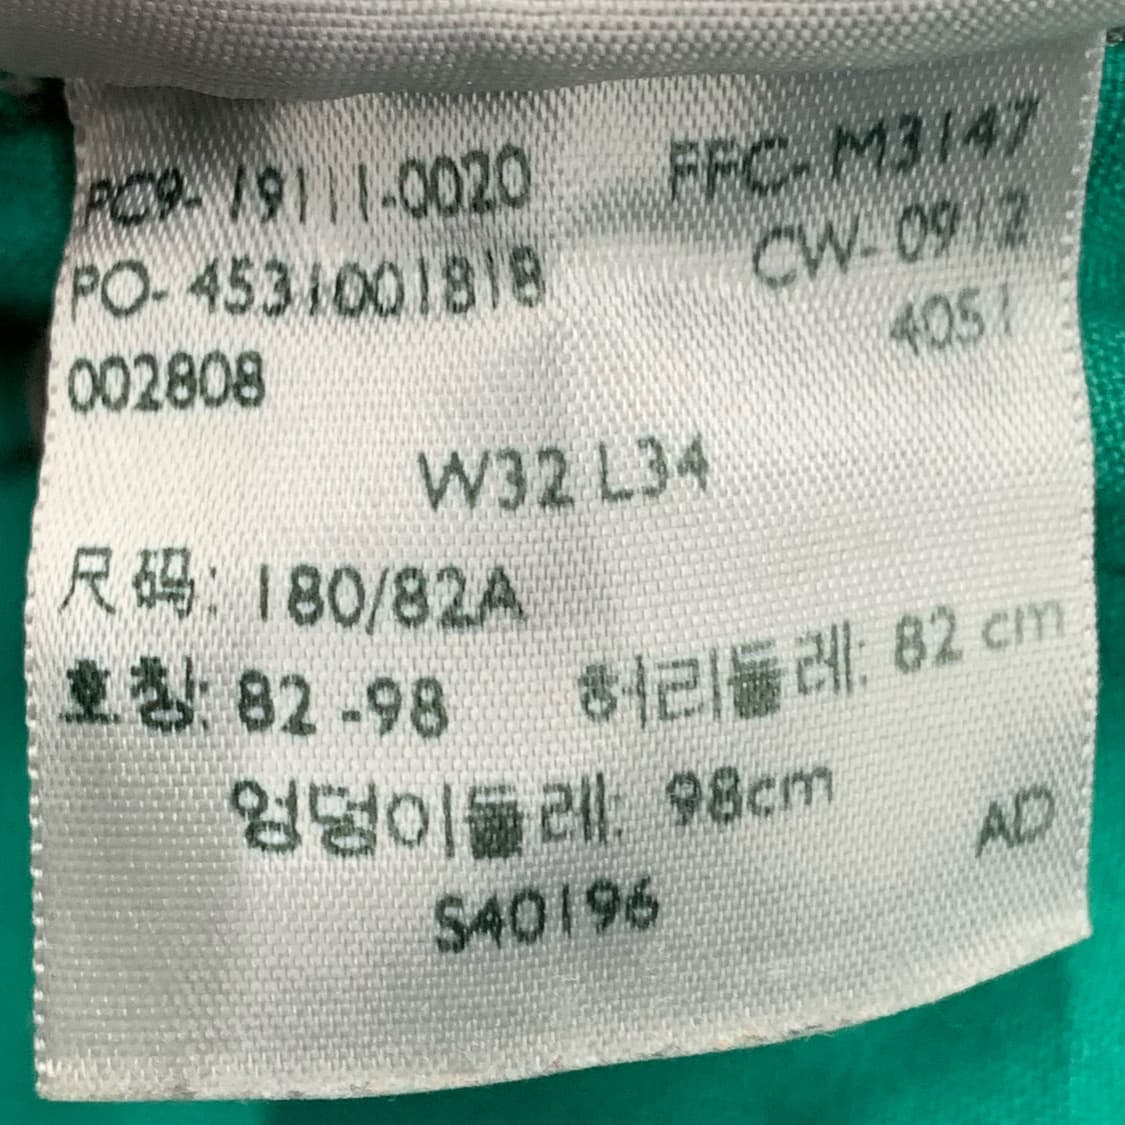 PC9-19111-0020 FFC-M3147
PO-4531001818 CW-0912
002808 4051
W32 L34
尺码: 180/82A
호칭: 82-98 허리둘레: 82 cm
엉덩이둘레: 98cm
AD
S40196